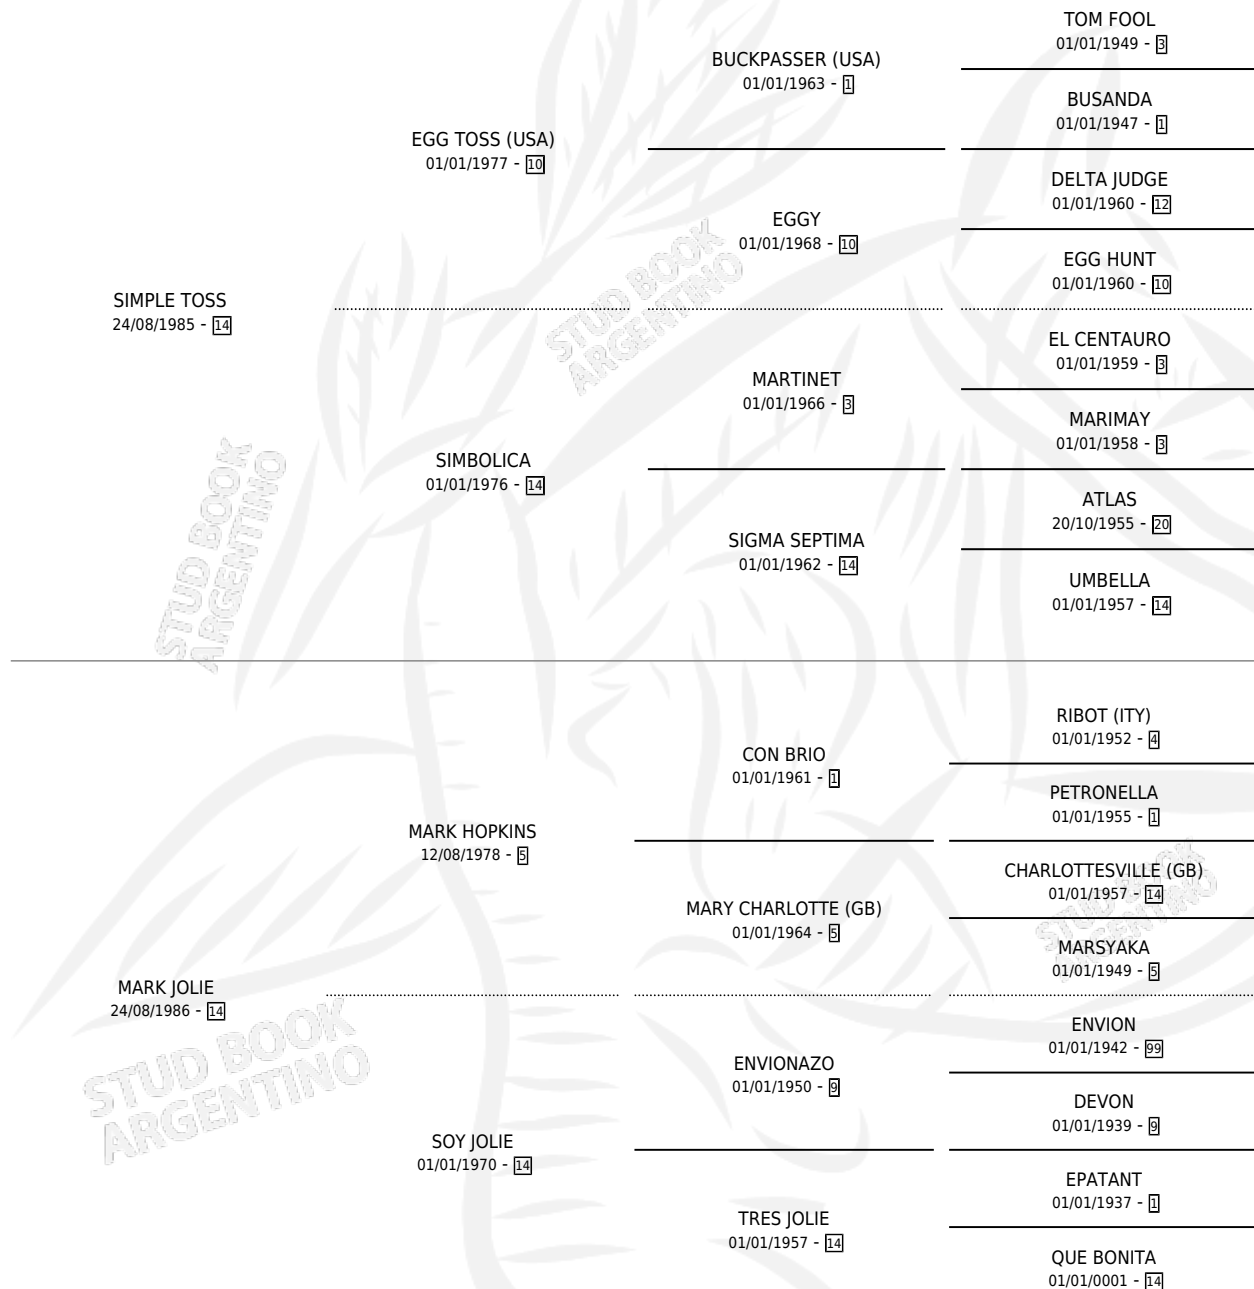 TOM FOOL
01/01/1949 - 3
BUCKPASSER (USA)
01/01/1963 - 1
BUSANDA
01/01/1947 - 1
EGG TOSS (USA)
01/01/1977 - 10
DELTA JUDGE
01/01/1960 - 12
EGGY
01/01/1968 - 10
EGG HUNT
01/01/1960 - 10
SIMPLE TOSS
24/08/1985 - 14
EL CENTAURO
01/01/1959 - 3
MARTINET
01/01/1966 - 3
MARIMAY
01/01/1958 - 3
SIMBOLICA
01/01/1976 - 14
ATLAS
20/10/1955 - 20
SIGMA SEPTIMA
01/01/1962 - 14
UMBELLA
01/01/1957 - 14
RIBOT (ITY)
01/01/1952 - 4
CON BRIO
01/01/1961 - 1
PETRONELLA
01/01/1955 - 1
MARK HOPKINS
12/08/1978 - 5
CHARLOTTESVILLE (GB)
01/01/1957 - 14
MARY CHARLOTTE (GB)
01/01/1964 - 5
MARSYAKA
01/01/1949 - 5
MARK JOLIE
24/08/1986 - 14
ENVION
01/01/1942 - 99
ENVIONAZO
01/01/1950 - 9
DEVON
01/01/1939 - 9
SOY JOLIE
01/01/1970 - 14
EPATANT
01/01/1937 - 1
TRES JOLIE
01/01/1957 - 14
QUE BONITA
01/01/0001 - 14
STUD BOOK
ARGENTINO
STUD BOOK
ARGENTINO
STUD BOOK
ARGENTINO
STUD BOOK
ARGENTINO